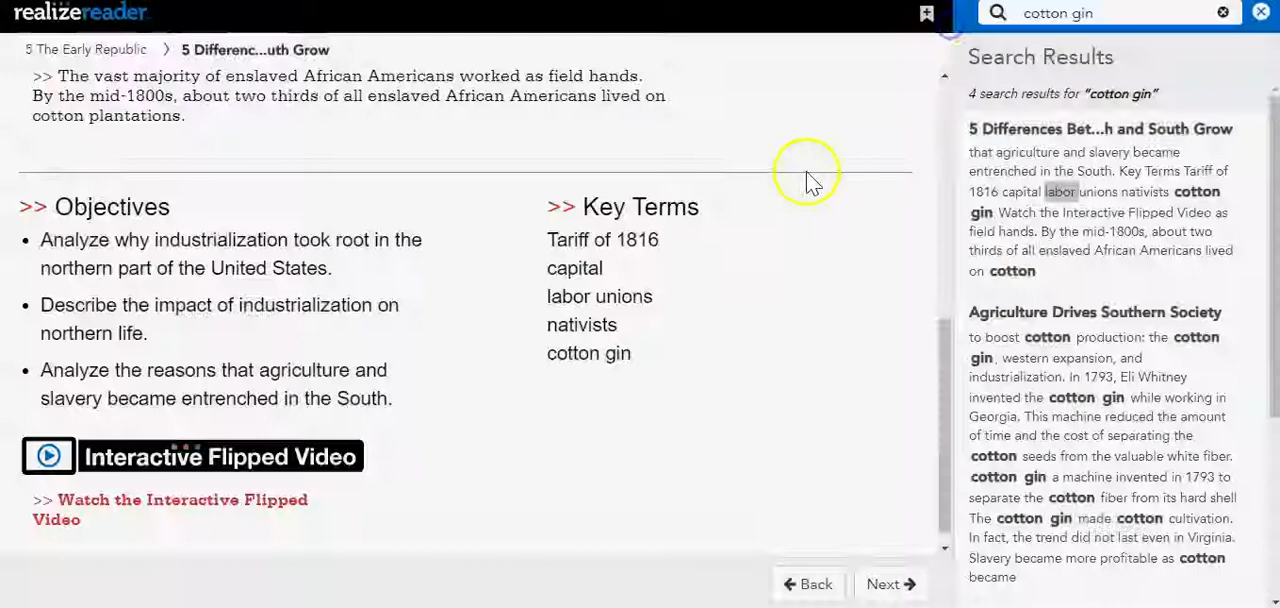 realizereader.
cotton gin
5 The Early Republic
5 Differenc...uth Grow
>> The vast majority of enslaved African Americans worked as field hands.
By the mid-1800s, about two thirds of all enslaved African Americans lived on
cotton plantations.
>> Objectives
• Analyze why industrialization took root in the
northern part of the United States.
• Describe the impact of industrialization on
northern life.
• Analyze the reasons that agriculture and
slavery became entrenched in the South.
>> Key Terms
Tariff of 1816
capital
labor unions
nativists
cotton gin
Interactive Flipped Video
>> Watch the Interactive Flipped
Video
Back
Next
Search Results
4 search results for "cotton gin"
5 Differences Bet...h and South Grow
that agriculture and slavery became
entrenched in the South. Key Terms Tariff of
1816 capital labor unions nativists cotton
gin Watch the Interactive Flipped Video as
field hands. By the mid-1800s, about two
thirds of all enslaved African Americans lived
on cotton
Agriculture Drives Southern Society
to boost cotton production: the cotton
gin, western expansion, and
industrialization. In 1793, Eli Whitney
invented the cotton gin while working in
Georgia. This machine reduced the amount
of time and the cost of separating the
cotton seeds from the valuable white fiber.
cotton gin a machine invented in 1793 to
separate the cotton fiber from its hard shell
The cotton gin made cotton cultivation.
In fact, the trend did not last even in Virginia.
Slavery became more profitable as cotton
became